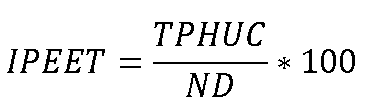 IPEET = TPHUC / ND * 100